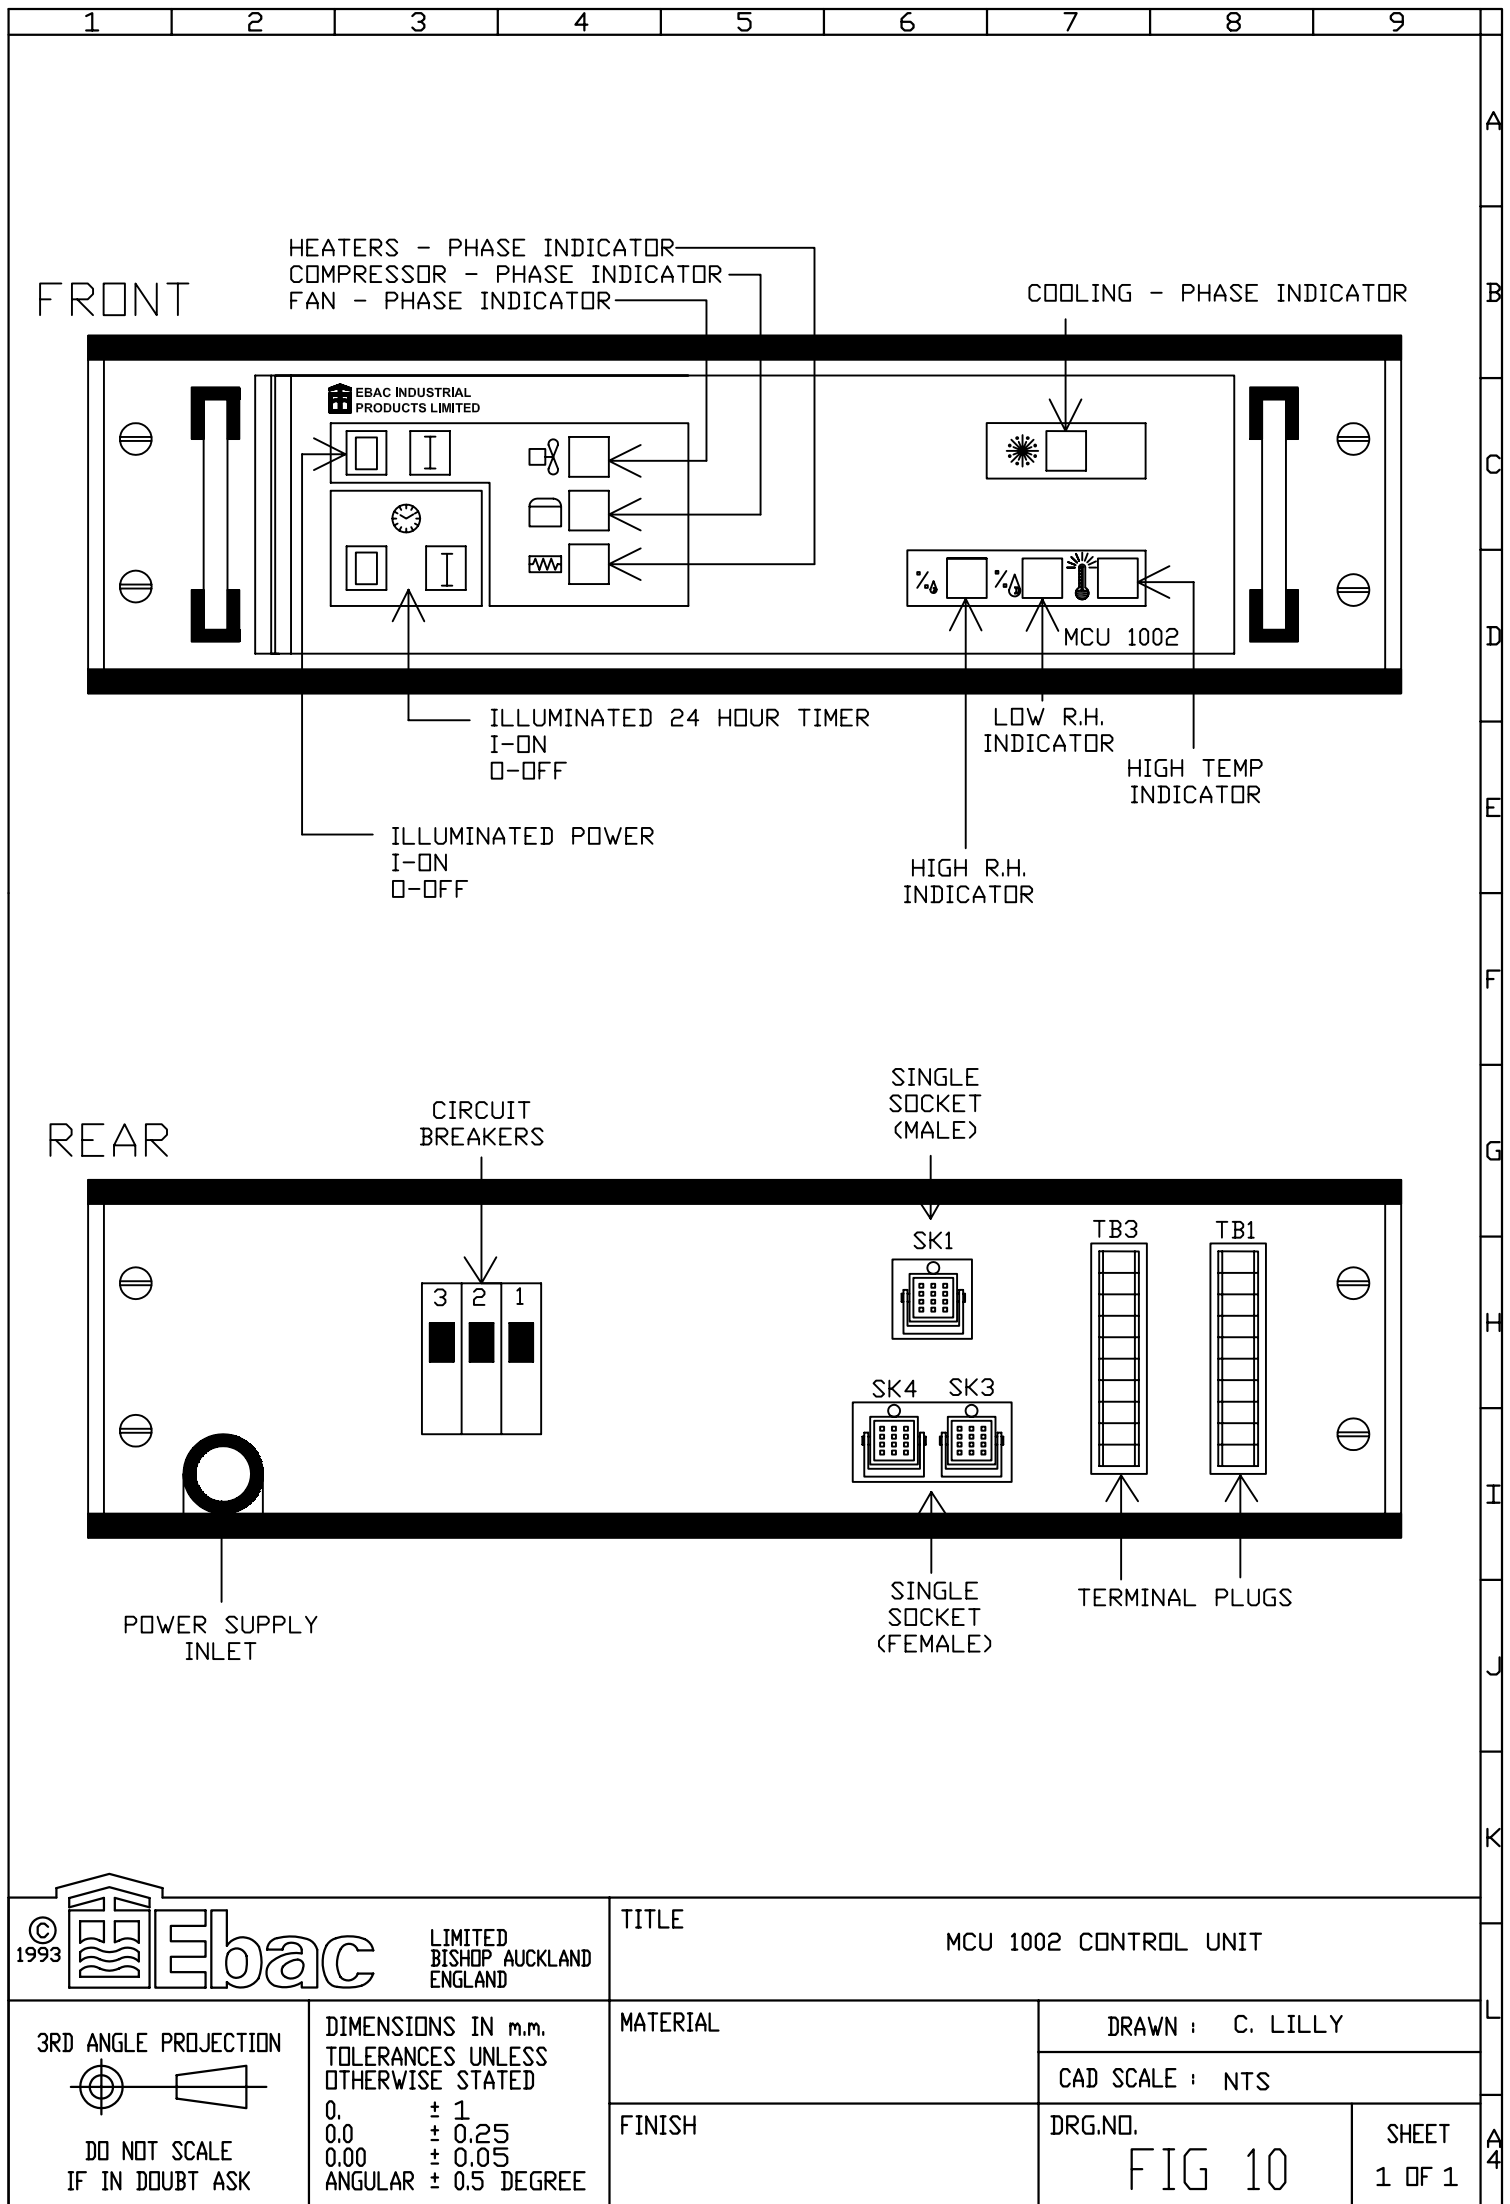 1 2 3 4 5 6 7 8 9
A
B
C
D
E
F
G
H
I
J
K
L
A4
FRONT
HEATERS - PHASE INDICATOR
COMPRESSOR - PHASE INDICATOR
FAN - PHASE INDICATOR
COOLING - PHASE INDICATOR
EBAC INDUSTRIAL
PRODUCTS LIMITED
I
I
%
%
MCU 1002
ILLUMINATED 24 HOUR TIMER
I-ON
O-OFF
LOW R.H.
INDICATOR
HIGH TEMP
INDICATOR
ILLUMINATED POWER
I-ON
O-OFF
HIGH R.H.
INDICATOR
REAR
CIRCUIT
BREAKERS
SINGLE
SOCKET
(MALE)
3 2 1
SK1
TB3
TB1
SK4
SK3
POWER SUPPLY
INLET
SINGLE
SOCKET
(FEMALE)
TERMINAL PLUGS
©
1993
Ebac
LIMITED
BISHOP AUCKLAND
ENGLAND
TITLE
MCU 1002 CONTROL UNIT
3RD ANGLE PROJECTION
DO NOT SCALE
IF IN DOUBT ASK
DIMENSIONS IN m.m.
TOLERANCES UNLESS
OTHERWISE STATED
0. ± 1
0.0 ± 0.25
0.00 ± 0.05
ANGULAR ± 0.5 DEGREE
MATERIAL
FINISH
DRAWN : C. LILLY
CAD SCALE : NTS
DRG.NO.
FIG 10
SHEET
1 OF 1